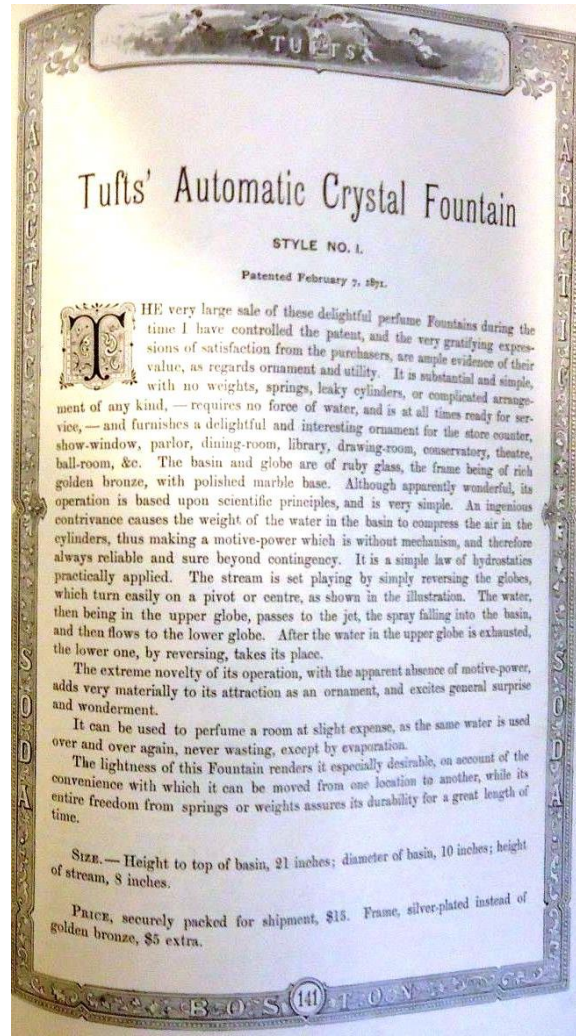 TUFTS
ARCTIC
SODA.
ARCTIC
SODA.
Tufts' Automatic Crystal Fountain
STYLE NO. 1.
Patented February 7, 1871.
THE very large sale of these delightful perfume Fountains during the
time I have controlled the patent, and the very gratifying expres-
sions of satisfaction from the purchasers, are ample evidence of their
value, as regards ornament and utility. It is substantial and simple,
with no weights, springs, leaky cylinders, or complicated arrange-
ment of any kind, — requires no force of water, and is at all times ready for ser-
vice, — and furnishes a delightful and interesting ornament for the store counter,
show-window, parlor, dining-room, library, drawing-room, conservatory, theatre,
ball-room, &c. The basin and globe are of ruby glass, the frame being of rich
golden bronze, with polished marble base. Although apparently wonderful, its
operation is based upon scientific principles, and is very simple. An ingenious
contrivance causes the weight of the water in the basin to compress the air in the
cylinders, thus making a motive-power which is without mechanism, and therefore
always reliable and sure beyond contingency. It is a simple law of hydrostatics
practically applied. The stream is set playing by simply reversing the globes,
which turn easily on a pivot or centre, as shown in the illustration. The water,
then being in the upper globe, passes to the jet, the spray falling into the basin,
and then flows to the lower globe. After the water in the upper globe is exhausted,
the lower one, by reversing, takes its place.
The extreme novelty of its operation, with the apparent absence of motive-power,
adds very materially to its attraction as an ornament, and excites general surprise
and wonderment.
It can be used to perfume a room at slight expense, as the same water is used
over and over again, never wasting, except by evaporation.
The lightness of this Fountain renders it especially desirable, on account of the
convenience with which it can be moved from one location to another, while its
entire freedom from springs or weights assures its durability for a great length of
time.
SIZE. — Height to top of basin, 21 inches; diameter of basin, 10 inches; height
of stream, 8 inches.
PRICE, securely packed for shipment, $15. Frame, silver-plated instead of
golden bronze, $5 extra.
BOSTON
141